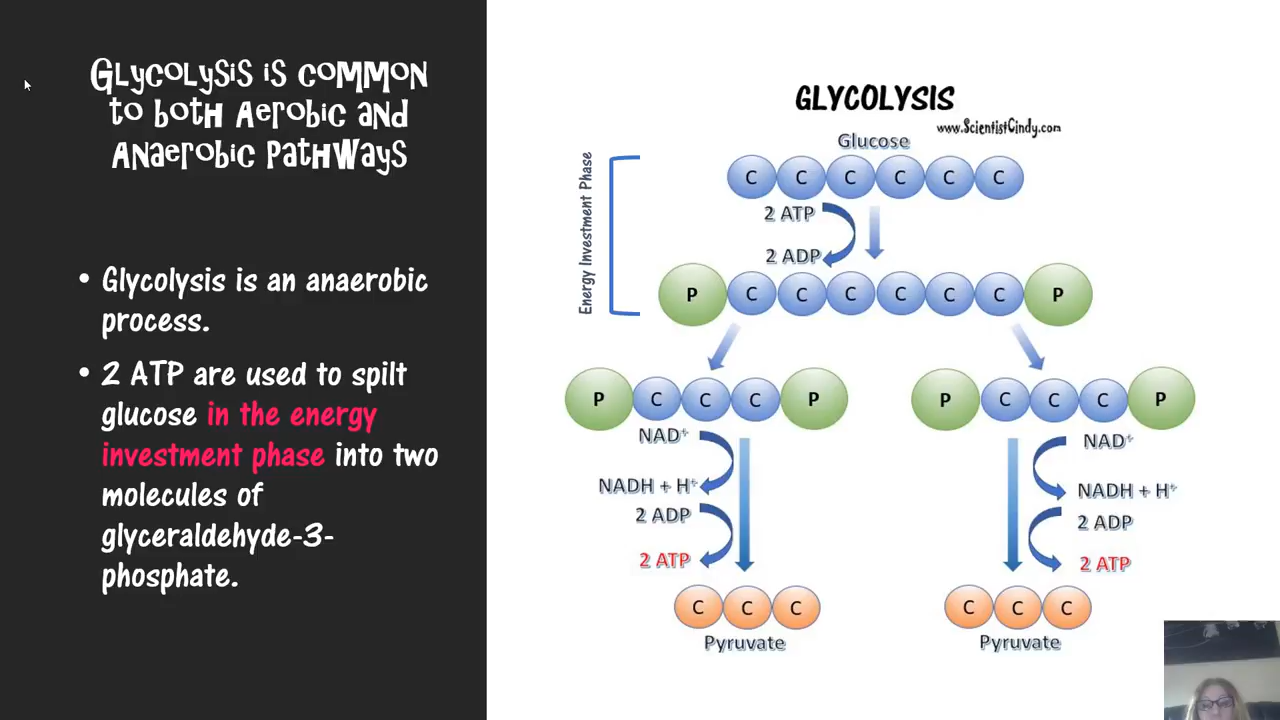 Glycolysis is common
to both Aerobic and
Anaerobic Pathways
• Glycolysis is an anaerobic
process.
• 2 ATP are used to spilt
glucose in the energy
investment phase into two
molecules of
glyceraldehyde-3-
phosphate.
GLYCOLYSIS
www.ScientistCindy.com
Glucose
Energy Investment Phase
C C C C C C
2 ATP
2 ADP
P C C C C C C P
P C C C P
P C C C P
NAD+
NADH + H+
2 ADP
2 ATP
C C C
Pyruvate
NAD+
NADH + H+
2 ADP
2 ATP
C C C
Pyruvate